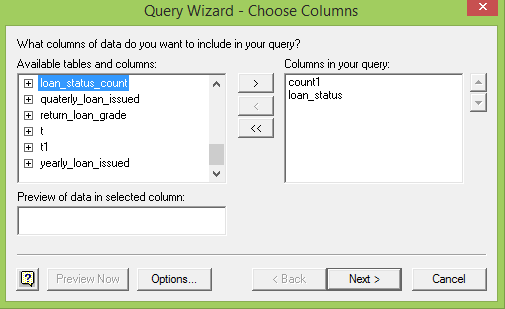 Query Wizard - Choose Columns
What columns of data do you want to include in your query?
Available tables and columns:
loan_status_count
quaterly_loan_issued
return_loan_grade
t
t1
yearly_loan_issued
>
<
<<
Columns in your query:
count1
loan_status
Preview of data in selected column:
?
Preview Now
Options...
< Back
Next >
Cancel